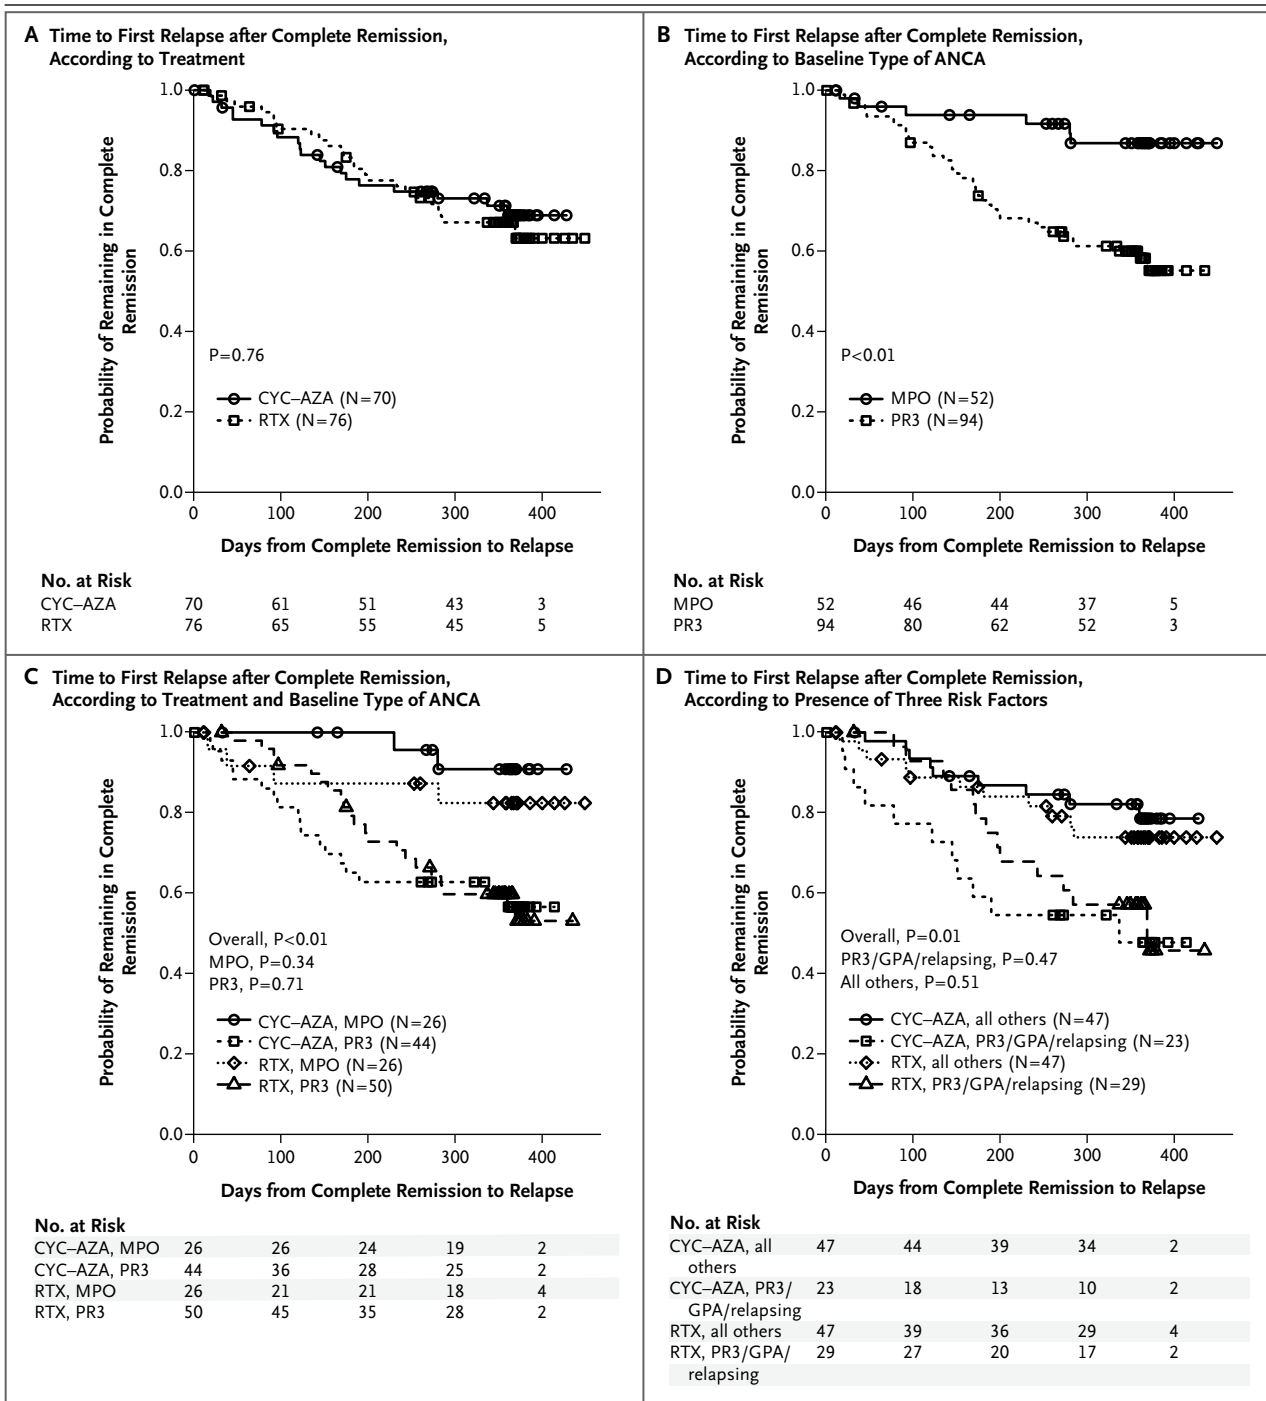 A Time to First Relapse after Complete Remission,
According to Treatment
Probability of Remaining in Complete
Remission
1.0
0.8
0.6
0.4
0.2
0.0
P=0.76
CYC–AZA (N=70)
RTX (N=76)
0 100 200 300 400
Days from Complete Remission to Relapse
No. at Risk
CYC–AZA 70 61 51 43 3
RTX 76 65 55 45 5
B Time to First Relapse after Complete Remission,
According to Baseline Type of ANCA
Probability of Remaining in Complete
Remission
1.0
0.8
0.6
0.4
0.2
0.0
P<0.01
MPO (N=52)
PR3 (N=94)
0 100 200 300 400
Days from Complete Remission to Relapse
No. at Risk
MPO 52 46 44 37 5
PR3 94 80 62 52 3
C Time to First Relapse after Complete Remission,
According to Treatment and Baseline Type of ANCA
Probability of Remaining in Complete
Remission
1.0
0.8
0.6
0.4
0.2
0.0
Overall, P<0.01
MPO, P=0.34
PR3, P=0.71
CYC–AZA, MPO (N=26)
CYC–AZA, PR3 (N=44)
RTX, MPO (N=26)
RTX, PR3 (N=50)
0 100 200 300 400
Days from Complete Remission to Relapse
No. at Risk
CYC–AZA, MPO 26 26 24 19 2
CYC–AZA, PR3 44 36 28 25 2
RTX, MPO 26 21 21 18 4
RTX, PR3 50 45 35 28 2
D Time to First Relapse after Complete Remission,
According to Presence of Three Risk Factors
Probability of Remaining in Complete
Remission
1.0
0.8
0.6
0.4
0.2
0.0
Overall, P=0.01
PR3/GPA/relapsing, P=0.47
All others, P=0.51
CYC–AZA, all others (N=47)
CYC–AZA, PR3/GPA/relapsing (N=23)
RTX, all others (N=47)
RTX, PR3/GPA/relapsing (N=29)
0 100 200 300 400
Days from Complete Remission to Relapse
No. at Risk
CYC–AZA, all 47 44 39 34 2
others
CYC–AZA, PR3/ 23 18 13 10 2
GPA/relapsing
RTX, all others 47 39 36 29 4
RTX, PR3/GPA/ 29 27 20 17 2
relapsing